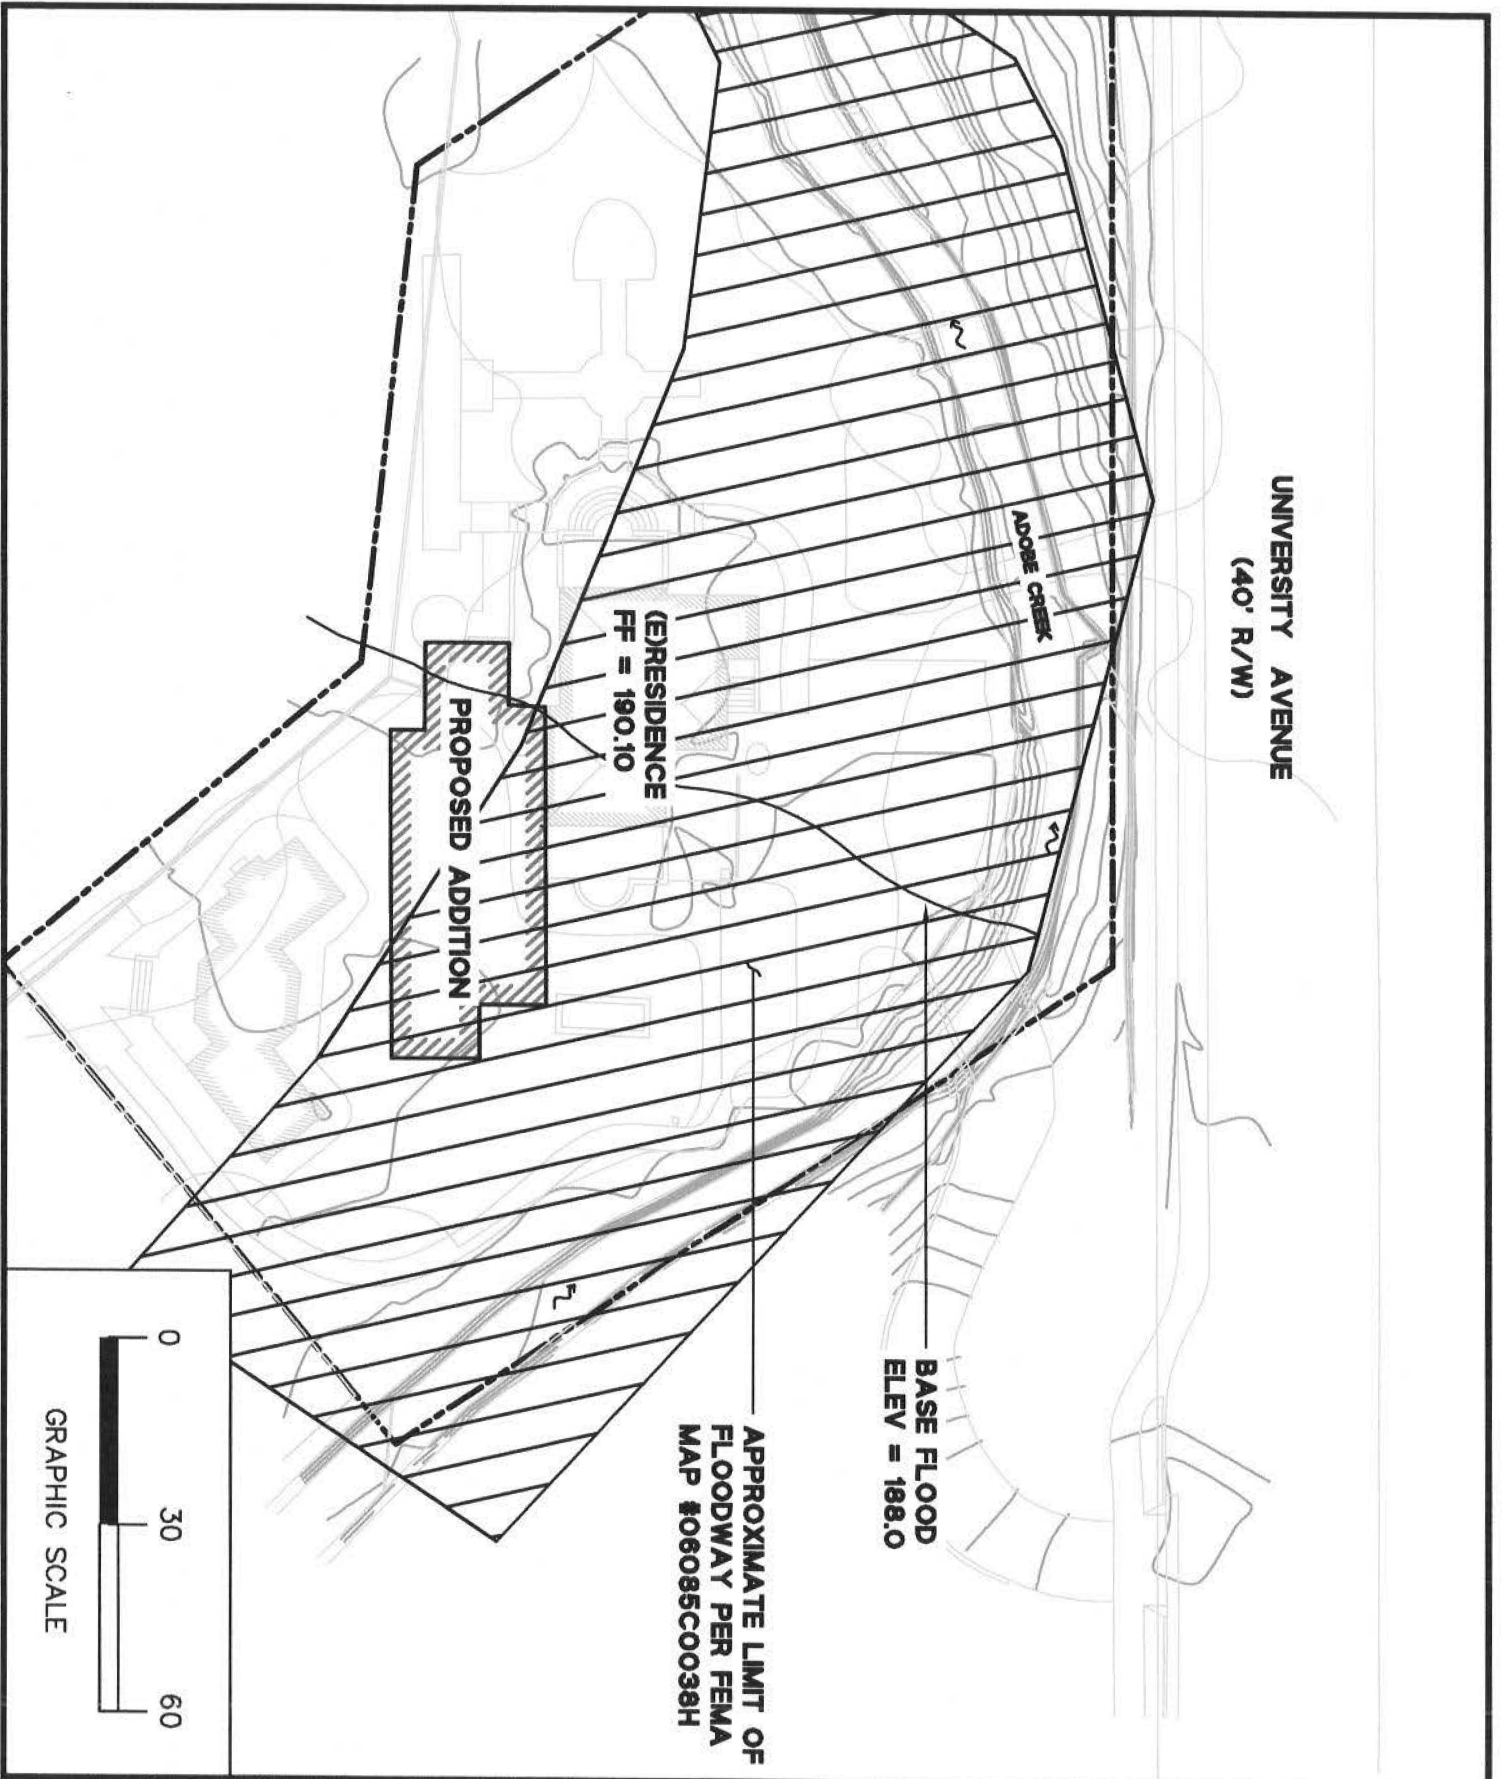 UNIVERSITY AVENUE
(40' R/W)
ADOBE CREEK
(E)RESIDENCE
FF = 190.10
PROPOSED ADDITION
BASE FLOOD
ELEV = 188.0
APPROXIMATE LIMIT OF
FLOODWAY PER FEMA
MAP #06085C0038H
0 30 60
GRAPHIC SCALE